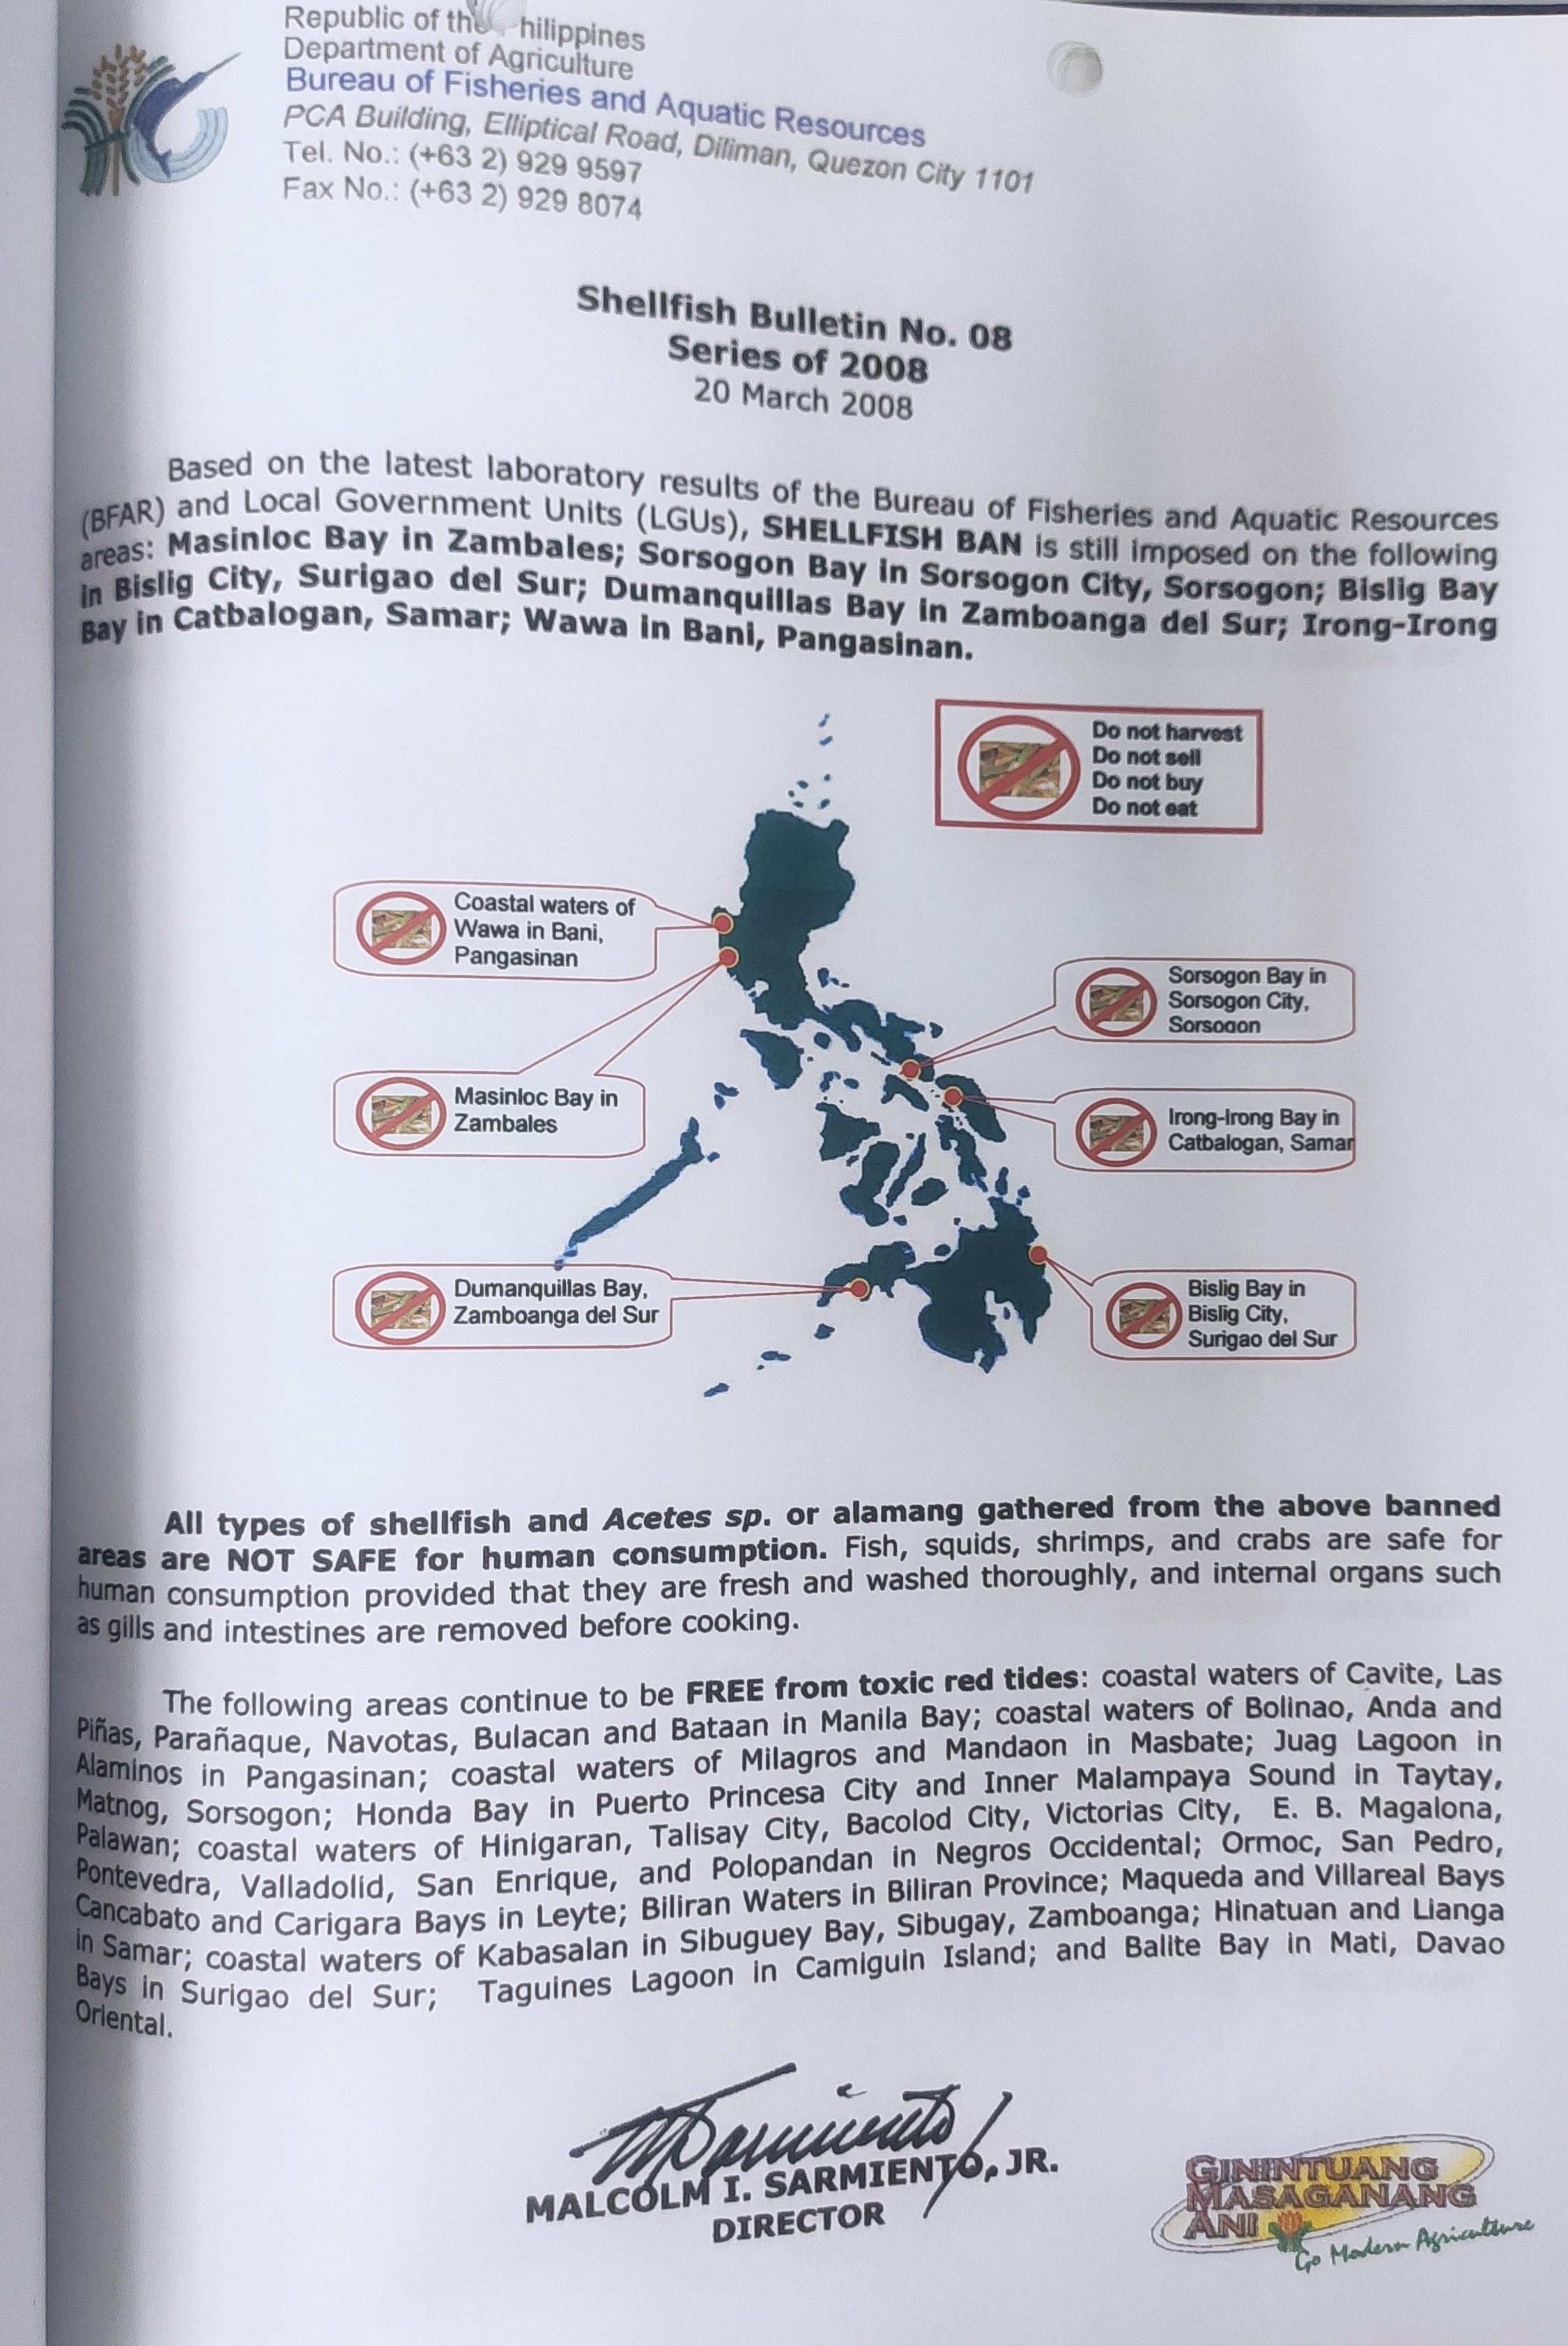 Republic of the hilippines
Department of Agriculture
Bureau of Fisheries and Aquatic Resources
PCA Building, Elliptical Road, Diliman, Quezon City 1101
Tel. No.: (+63 2) 929 9597
Fax No.: (+63 2) 929 8074
Shellfish Bulletin No. 08
Series of 2008
20 March 2008
Based on the latest laboratory results of the Bureau of Fisheries and Aquatic Resources
(BFAR) and Local Government Units (LGUs), SHELLFISH BAN is still imposed on the following
areas: Masinloc Bay in Zambales; Sorsogon Bay in Sorsogon City, Sorsogon; Bislig Bay
in Bislig City, Surigao del Sur; Dumanquillas Bay in Zamboanga del Sur; Irong-Irong
Bay in Catbalogan, Samar; Wawa in Bani, Pangasinan.
Do not harvest
Do not sell
Do not buy
Do not eat
Coastal waters of
Wawa in Bani,
Pangasinan
Sorsogon Bay in
Sorsogon City,
Sorsogon
Masinloc Bay in
Zambales
Irong-Irong Bay in
Catbalogan, Samar
Dumanquillas Bay,
Zamboanga del Sur
Bislig Bay in
Bislig City,
Surigao del Sur
All types of shellfish and Acetes sp. or alamang gathered from the above banned
areas are NOT SAFE for human consumption. Fish, squids, shrimps, and crabs are safe for
human consumption provided that they are fresh and washed thoroughly, and internal organs such
as gills and intestines are removed before cooking.
The following areas continue to be FREE from toxic red tides: coastal waters of Cavite, Las
Piñas, Parañaque, Navotas, Bulacan and Bataan in Manila Bay; coastal waters of Bolinao, Anda and
Alaminos in Pangasinan; coastal waters of Milagros and Mandaon in Masbate; Juag Lagoon in
Matnog, Sorsogon; Honda Bay in Puerto Princesa City and Inner Malampaya Sound in Taytay,
Palawan; coastal waters of Hinigaran, Talisay City, Bacolod City, Victorias City, E. B. Magalona,
Pontevedra, Valladolid, San Enrique, and Polopandan in Negros Occidental; Ormoc, San Pedro,
Cancabato and Carigara Bays in Leyte; Biliran Waters in Biliran Province; Maqueda and Villareal Bays
in Samar; coastal waters of Kabasalan in Sibuguey Bay, Sibugay, Zamboanga; Hinatuan and Lianga
Bays in Surigao del Sur; Taguines Lagoon in Camiguin Island; and Balite Bay in Mati, Davao
Oriental.
MSarmiento
MALCOLM I. SARMIENTO, JR.
DIRECTOR
GININTUANG
MASAGANANG
ANI
Go Modern Agriculture